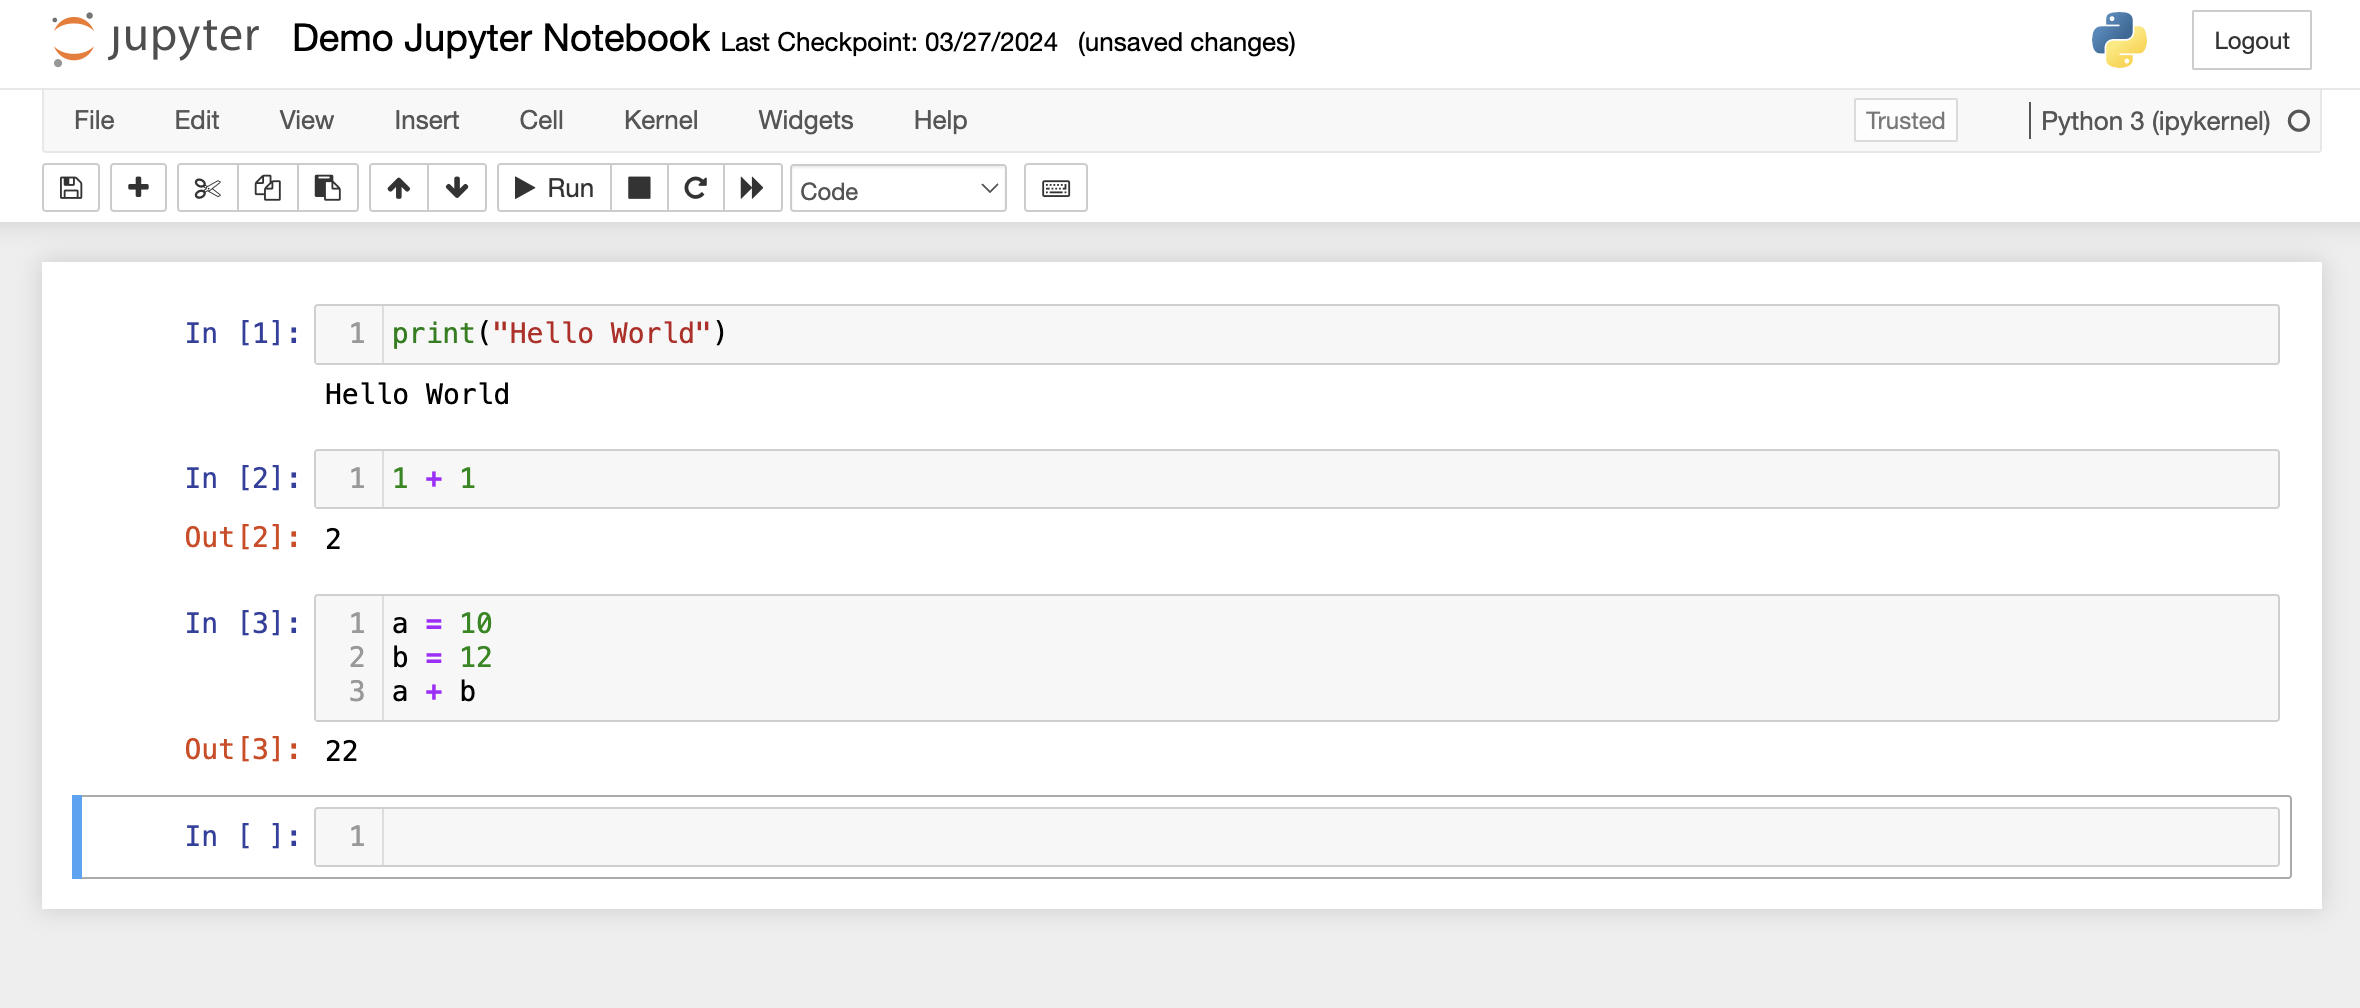 jupyter Demo Jupyter Notebook Last Checkpoint: 03/27/2024 (unsaved changes) Logout
File Edit View Insert Cell Kernel Widgets Help Trusted Python 3 (ipykernel)
Run Code
In [1]: 1 print("Hello World")
Hello World
In [2]: 1 1 + 1
Out[2]: 2
In [3]: 1 a = 10
2 b = 12
3 a + b
Out[3]: 22
In [ ]: 1